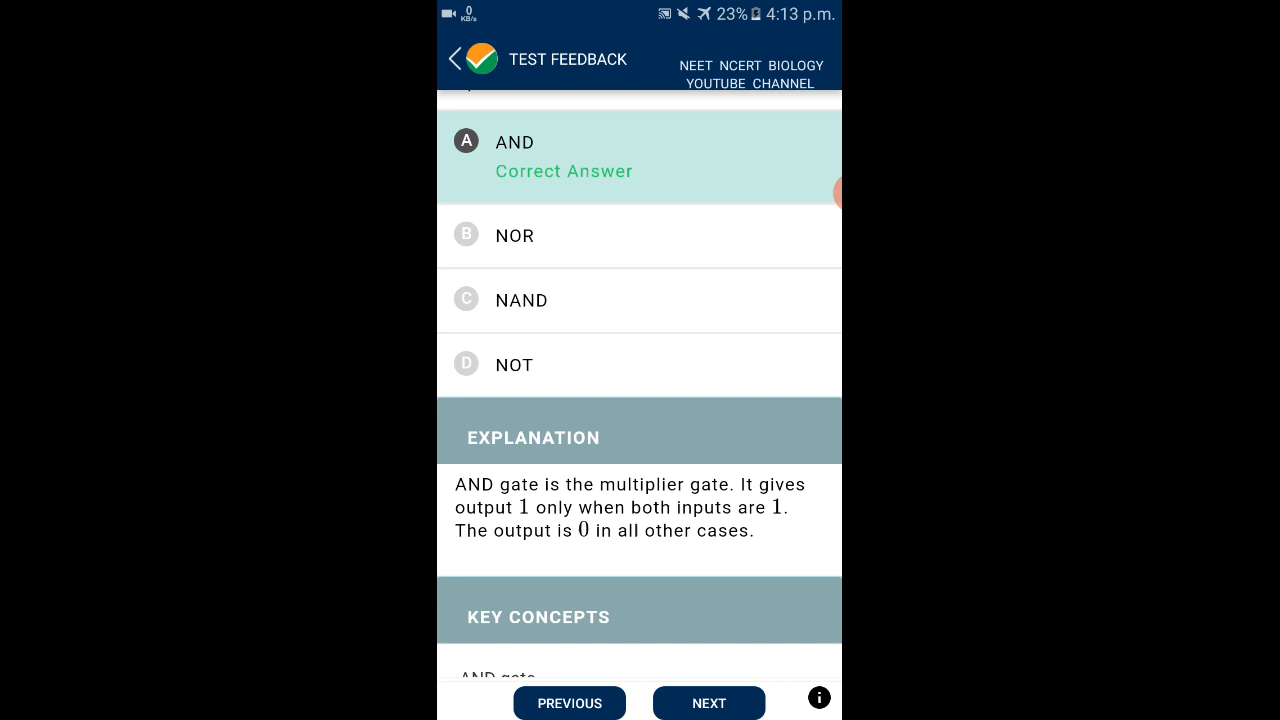 0
KB/s
23% 4:13 p.m.
TEST FEEDBACK
NEET NCERT BIOLOGY
YOUTUBE CHANNEL
A AND
Correct Answer
B NOR
C NAND
D NOT
EXPLANATION
AND gate is the multiplier gate. It gives
output 1 only when both inputs are 1.
The output is 0 in all other cases.
KEY CONCEPTS
AND gate
PREVIOUS NEXT